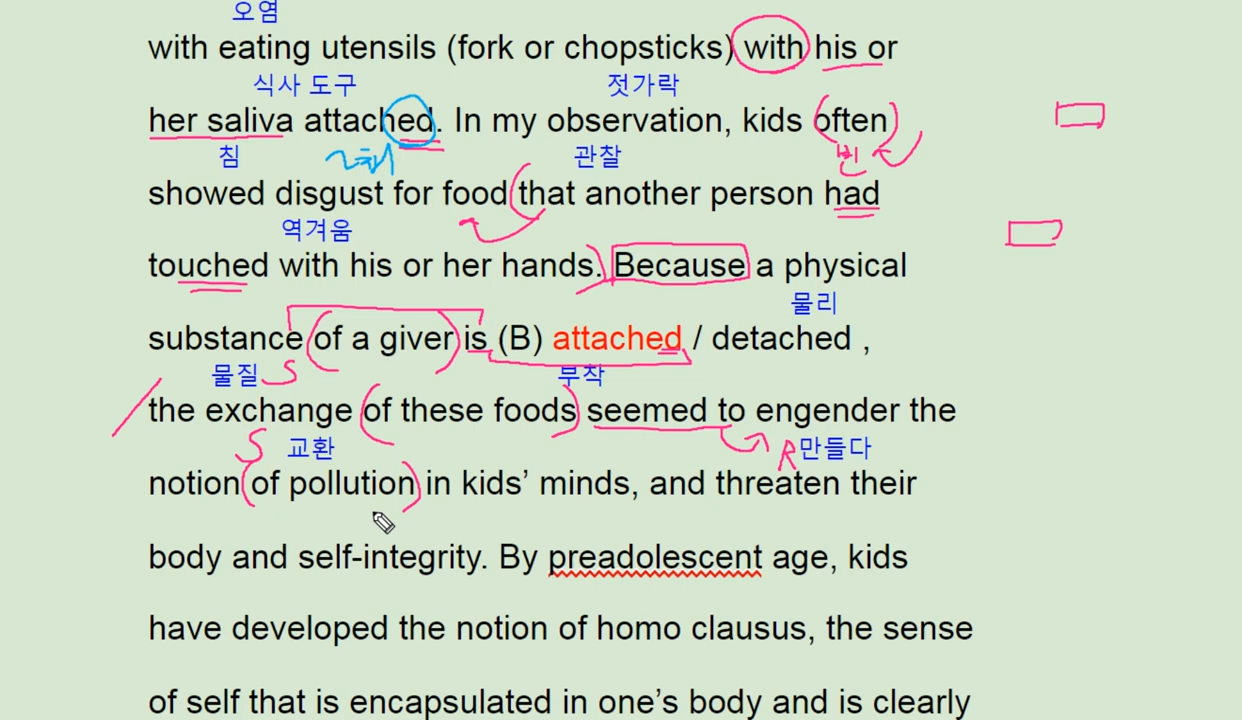 오염
with eating utensils (fork or chopsticks) with his or
식사 도구 젓가락
her saliva attached. In my observation, kids often
침 관찰 빈
showed disgust for food that another person had
역겨움
touched with his or her hands. Because a physical
물리
substance of a giver is (B) attached / detached ,
물질 S 부착
the exchange of these foods seemed to engender the
S 교환 R 만들다
notion of pollution in kids’ minds, and threaten their
body and self-integrity. By preadolescent age, kids
have developed the notion of homo clausus, the sense
of self that is encapsulated in one’s body and is clearly